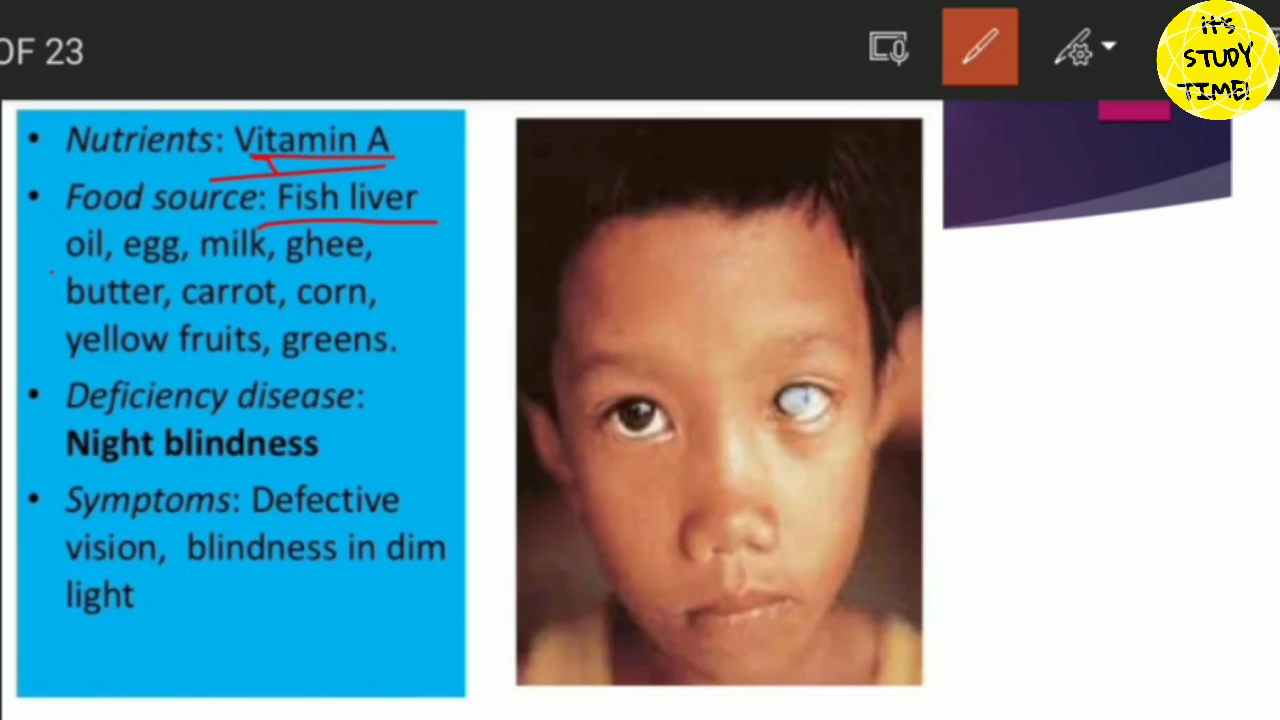 OF 23
It's
STUDY
TIME!
• Nutrients: Vitamin A
• Food source: Fish liver
oil, egg, milk, ghee,
butter, carrot, corn,
yellow fruits, greens.
• Deficiency disease:
Night blindness
• Symptoms: Defective
vision, blindness in dim
light